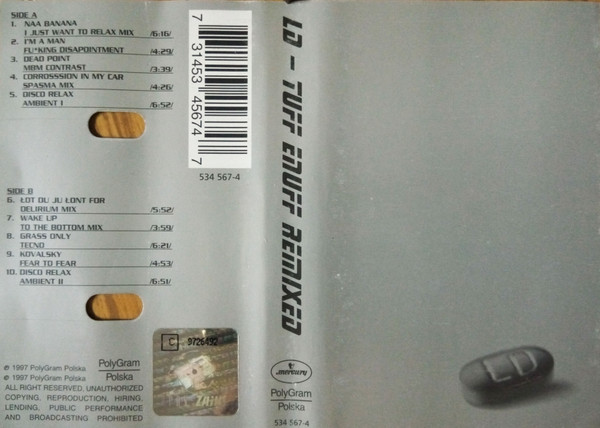 SIDE A
1. NAA BANANA
I JUST WANT TO RELAX MIX /6:16/
2. I'M A MAN
FU*KING DISAPOINTMENT /4:29/
3. DEAD POINT
MBM CONTRAST /3:39/
4. CORROSSSION IN MY CAR
SPASMA MIX /4:26/
5. DISCO RELAX
AMBIENT I /6:52/
SIDE B
6. ŁOT DU JU ŁONT FOR
DELIRIUM MIX /5:52/
7. WAKE UP
TO THE BOTTOM MIX /3:59/
8. GRASS ONLY
TECNO /6:21/
9. KOVALSKY
FEAR TO FEAR /4:53/
10. DISCO RELAX
AMBIENT II /6:51/
℗ 1997 PolyGram Polska
© 1997 PolyGram Polska
PolyGram
Polska
ALL RIGHT RESERVED. UNAUTHORIZED
COPYING, REPRODUCTION, HIRING,
LENDING, PUBLIC PERFORMANCE
AND BROADCASTING PROHIBITED
7 31453 45674 7
534 567-4
C 9726492
LD - TUFF ENUFF REMIXED
mercury
PolyGram
Polska
534 567-4
LD